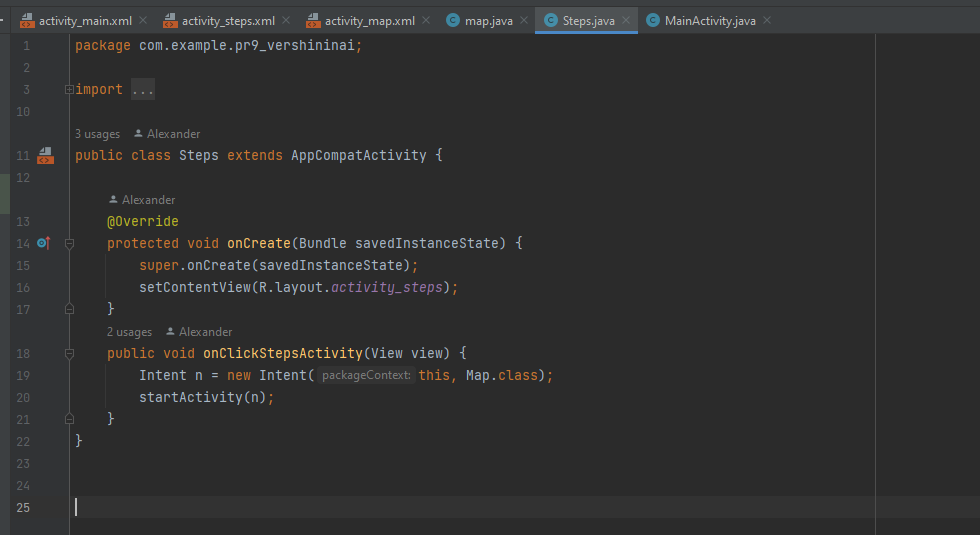 activity_main.xml activity_steps.xml activity_map.xml map.java Steps.java MainActivity.java
1 package com.example.pr9_vershininai;
2
3 import ...
10
3 usages Alexander
11 public class Steps extends AppCompatActivity {
12
Alexander
13 @Override
14 protected void onCreate(Bundle savedInstanceState) {
15 super.onCreate(savedInstanceState);
16 setContentView(R.layout.activity_steps);
17 }
2 usages Alexander
18 public void onClickStepsActivity(View view) {
19 Intent n = new Intent( packageContext: this, Map.class);
20 startActivity(n);
21 }
22 }
23
24
25